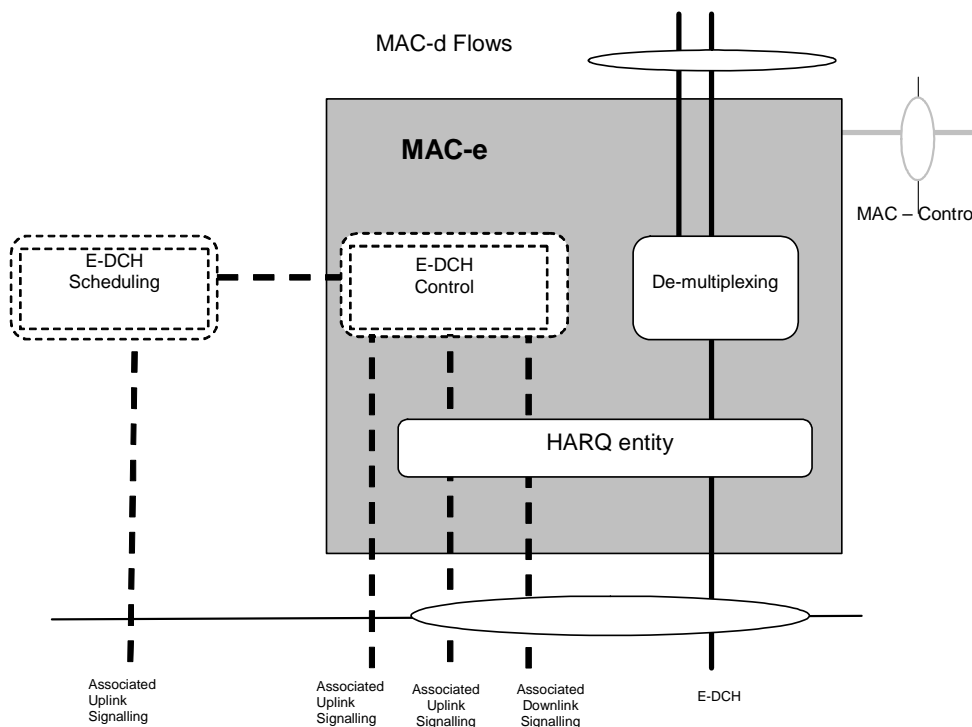 MAC-d Flows
MAC-e
MAC – Control
E-DCH
Scheduling
E-DCH
Control
De-multiplexing
HARQ entity
Associated
Uplink
Signalling
Associated
Uplink
Signalling
Associated
Uplink
Signalling
Associated
Downlink
Signalling
E-DCH